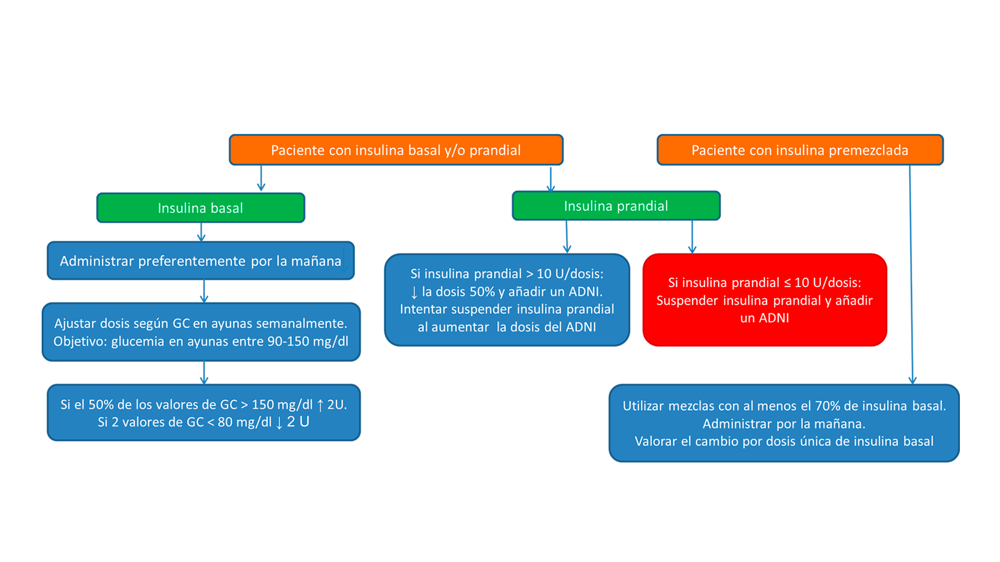 Paciente con insulina basal y/o prandial
Paciente con insulina premezclada
Insulina basal
Insulina prandial
Administrar preferentemente por la mañana
Si insulina prandial > 10 U/dosis:
↓ la dosis 50% y añadir un ADNI.
Intentar suspender insulina prandial
al aumentar la dosis del ADNI
Si insulina prandial ≤ 10 U/dosis:
Suspender insulina prandial y añadir
un ADNI
Ajustar dosis según GC en ayunas semanalmente.
Objetivo: glucemia en ayunas entre 90-150 mg/dl
Si el 50% de los valores de GC > 150 mg/dl ↑ 2U.
Si 2 valores de GC < 80 mg/dl ↓ 2 U
Utilizar mezclas con al menos el 70% de insulina basal.
Administrar por la mañana.
Valorar el cambio por dosis única de insulina basal